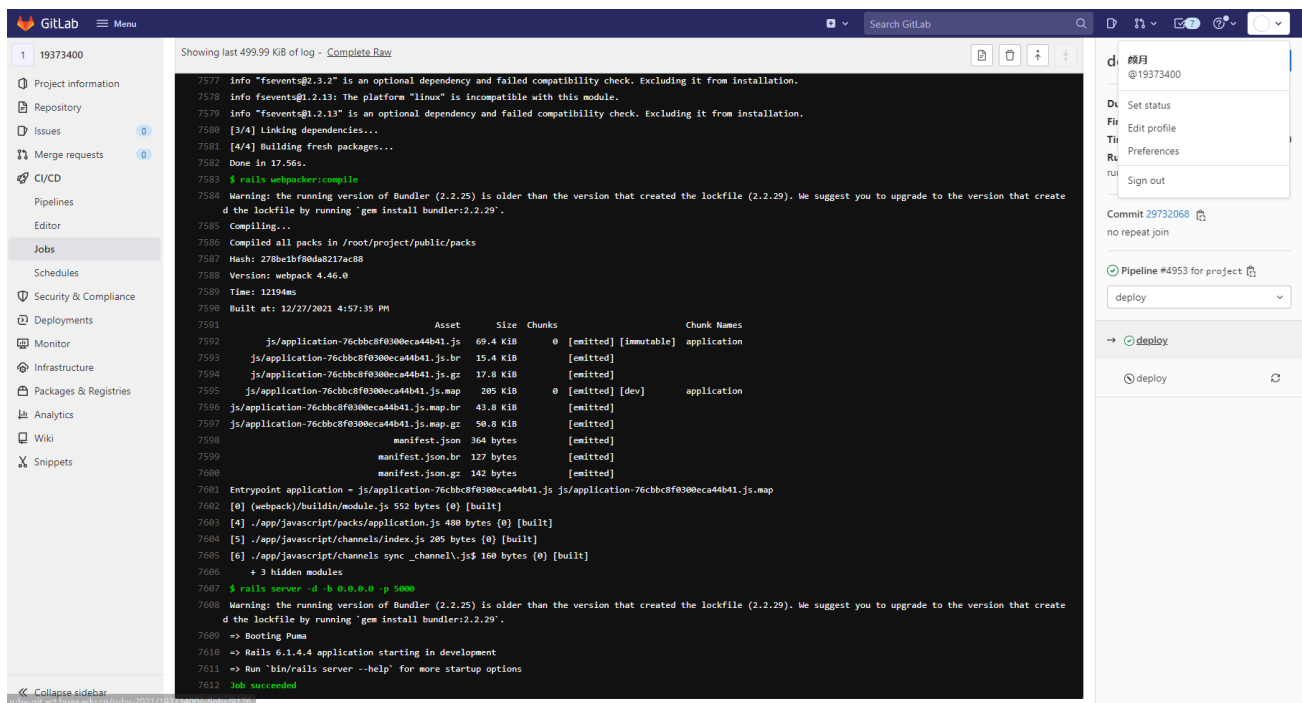 GitLab Menu Search GitLab 7
1 19373400
Project information
Repository
Issues 0
Merge requests 0
CI/CD
Pipelines
Editor
Jobs
Schedules
Security & Compliance
Deployments
Monitor
Infrastructure
Packages & Registries
Analytics
Wiki
Snippets
Collapse sidebar
Showing last 499.99 KiB of log - Complete Raw
7577 info "fsevents@2.3.2" is an optional dependency and failed compatibility check. Excluding it from installation.
7578 info fsevents@1.2.13: The platform "linux" is incompatible with this module.
7579 info "fsevents@1.2.13" is an optional dependency and failed compatibility check. Excluding it from installation.
7580 [3/4] Linking dependencies...
7581 [4/4] Building fresh packages...
7582 Done in 17.56s.
7583 $ rails webpacker:compile
7584 Warning: the running version of Bundler (2.2.25) is older than the version that created the lockfile (2.2.29). We suggest you to upgrade to the version that create
d the lockfile by running `gem install bundler:2.2.29`.
7585 Compiling...
7586 Compiled all packs in /root/project/public/packs
7587 Hash: 278be1bf80da8217ac88
7588 Version: webpack 4.46.0
7589 Time: 12194ms
7590 Built at: 12/27/2021 4:57:35 PM
7591 Asset Size Chunks Chunk Names
7592 js/application-76cbbc8f0300eca44b41.js 69.4 KiB 0 [emitted] [immutable] application
7593 js/application-76cbbc8f0300eca44b41.js.br 15.4 KiB [emitted]
7594 js/application-76cbbc8f0300eca44b41.js.gz 17.8 KiB [emitted]
7595 js/application-76cbbc8f0300eca44b41.js.map 205 KiB 0 [emitted] [dev] application
7596 js/application-76cbbc8f0300eca44b41.js.map.br 43.8 KiB [emitted]
7597 js/application-76cbbc8f0300eca44b41.js.map.gz 50.8 KiB [emitted]
7598 manifest.json 364 bytes [emitted]
7599 manifest.json.br 127 bytes [emitted]
7600 manifest.json.gz 142 bytes [emitted]
7601 Entrypoint application = js/application-76cbbc8f0300eca44b41.js js/application-76cbbc8f0300eca44b41.js.map
7602 [0] (webpack)/buildin/module.js 552 bytes {0} [built]
7603 [4] ./app/javascript/packs/application.js 480 bytes {0} [built]
7604 [5] ./app/javascript/channels/index.js 205 bytes {0} [built]
7605 [6] ./app/javascript/channels sync _channel\.js$ 160 bytes {0} [built]
7606 + 3 hidden modules
7607 $ rails server -d -b 0.0.0.0 -p 5000
7608 Warning: the running version of Bundler (2.2.25) is older than the version that created the lockfile (2.2.29). We suggest you to upgrade to the version that create
d the lockfile by running `gem install bundler:2.2.29`.
7609 => Booting Puma
7610 => Rails 6.1.4.4 application starting in development
7611 => Run `bin/rails server --help` for more startup options
7612 Job succeeded
颜月
@19373400
Set status
Edit profile
Preferences
Sign out
Commit 29732068
no repeat join
Pipeline #4953 for project
deploy
→ deploy
deploy